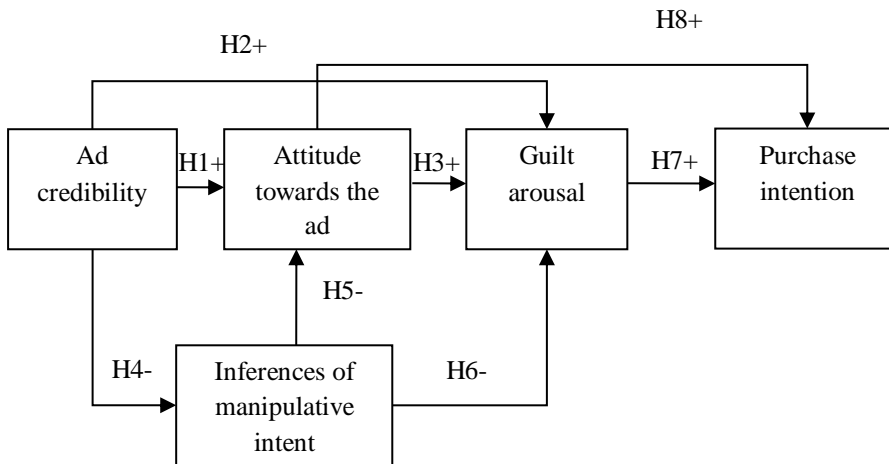 H8+
H2+
Ad
credibility
H1+
Attitude
towards the
ad
H3+
Guilt
arousal
H7+
Purchase
intention
H5-
H4-
Inferences of
manipulative
intent
H6-